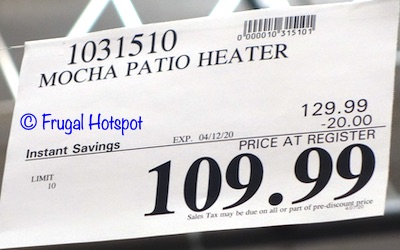 1031510
0000010315101
MOCHA PATIO HEATER
129.99
-20.00
© Frugal Hotspot
Instant Savings
EXP. 04/12/20
PRICE AT REGISTER
LIMIT
10
109.99
Sales Tax may be due on all or part of pre-discount price